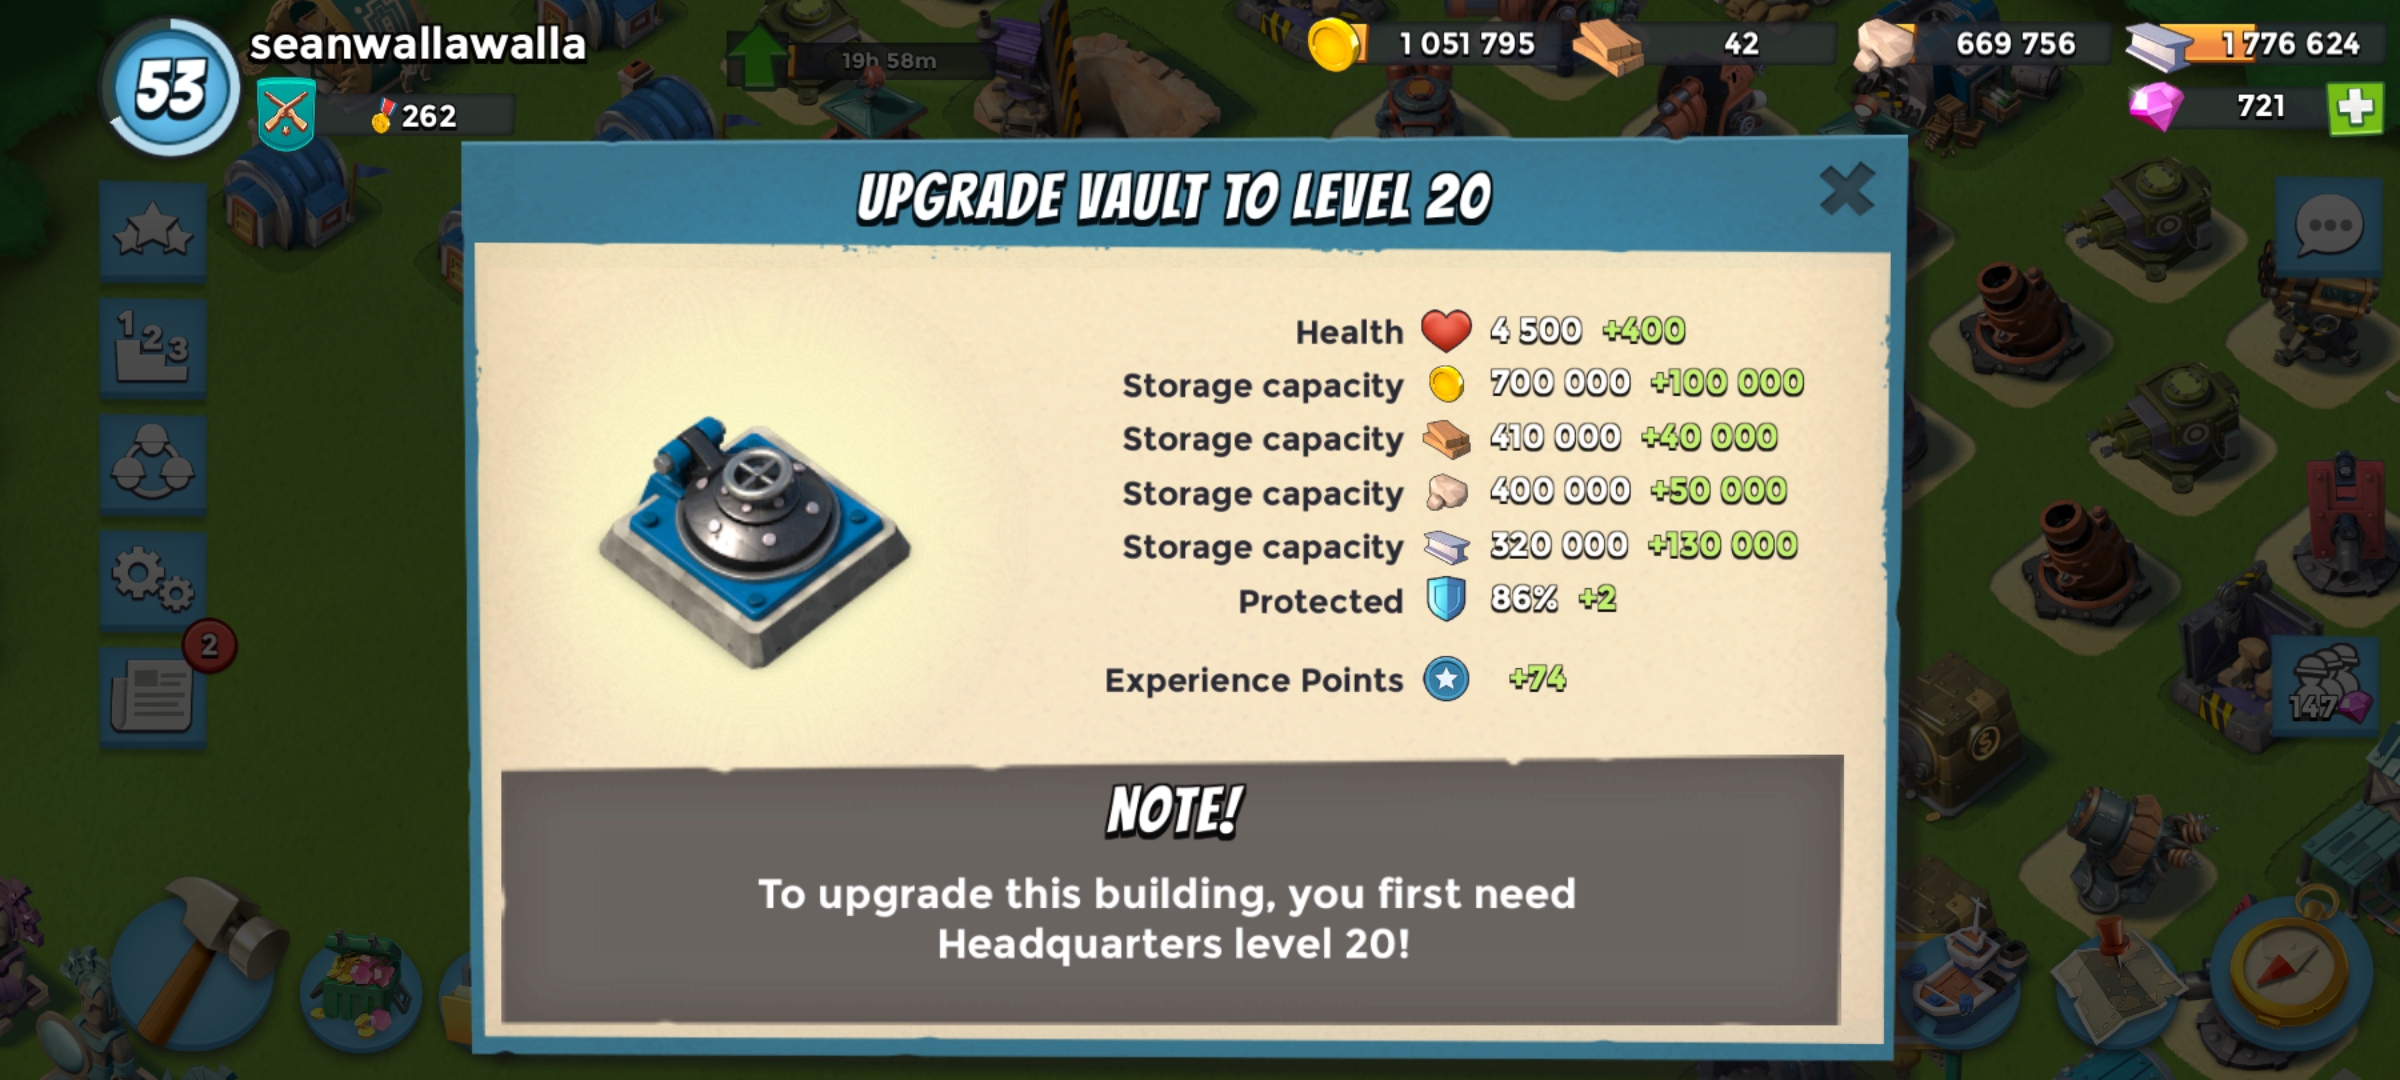 53
seanwallawalla
262
19h 58m
1 051 795
42
669 756
1 776 624
721
UPGRADE VAULT TO LEVEL 20
Health 4 500 +400
Storage capacity 700 000 +100 000
Storage capacity 410 000 +40 000
Storage capacity 400 000 +50 000
Storage capacity 320 000 +130 000
Protected 86% +2
Experience Points +74
1 2 3
2
147
NOTE!
To upgrade this building, you first need
Headquarters level 20!